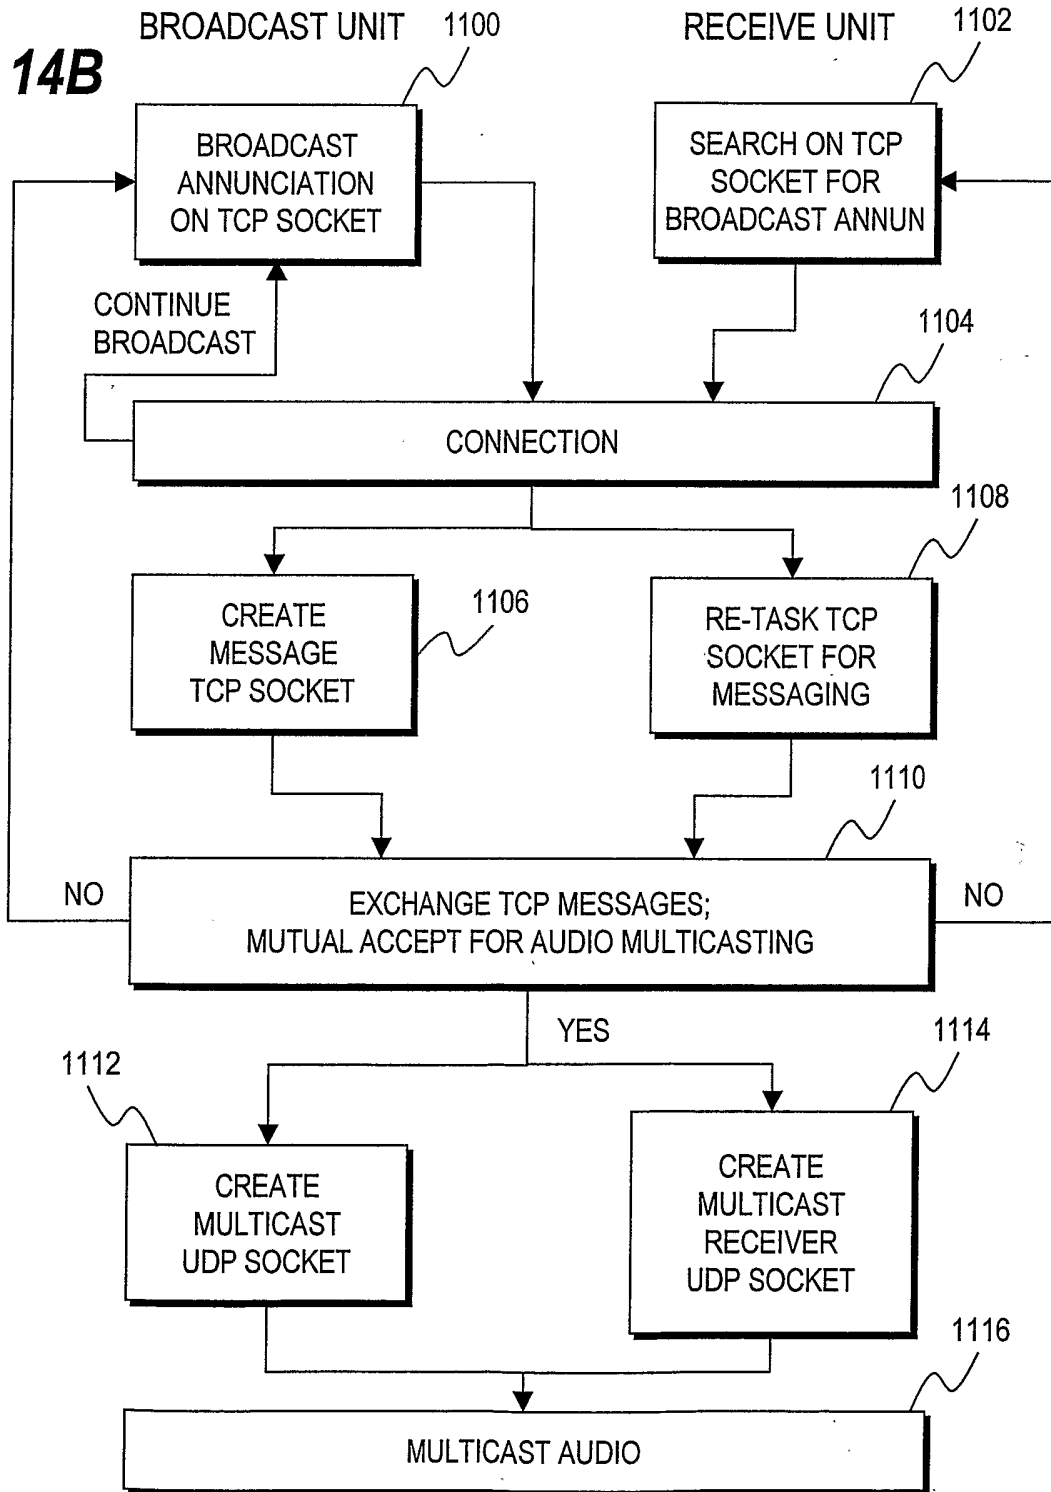 BROADCAST UNIT
1100
RECEIVE UNIT
1102
14B
BROADCAST
ANNUNCIATION
ON TCP SOCKET
SEARCH ON TCP
SOCKET FOR
BROADCAST ANNUN
CONTINUE
BROADCAST
1104
CONNECTION
1108
CREATE
MESSAGE
TCP SOCKET
1106
RE-TASK TCP
SOCKET FOR
MESSAGING
1110
NO
EXCHANGE TCP MESSAGES;
MUTUAL ACCEPT FOR AUDIO MULTICASTING
NO
YES
1112
1114
CREATE
MULTICAST
UDP SOCKET
CREATE
MULTICAST
RECEIVER
UDP SOCKET
1116
MULTICAST AUDIO